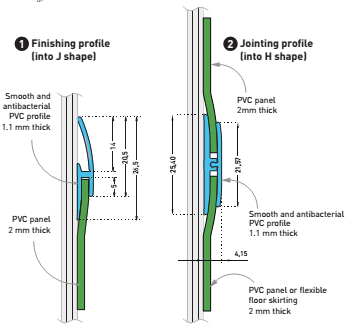 1 Finishing profile
(into J shape)
Smooth and
antibacterial
PVC profile
1.1 mm thick
14
5
20,5
26,5
PVC panel
2 mm thick
2 Jointing profile
(into H shape)
PVC panel
2mm thick
25,40
21,57
Smooth and antibacterial
PVC profile
1.1 mm thick
4,15
PVC panel or flexible
floor skirting
2 mm thick